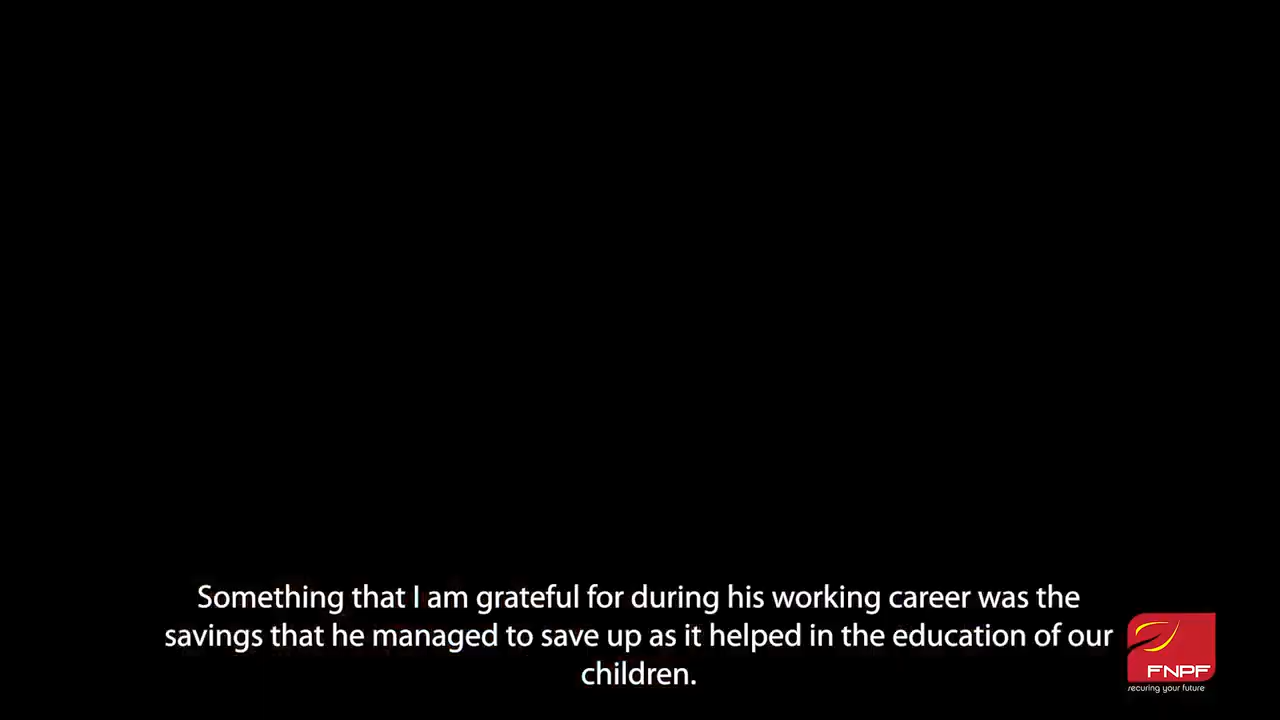 Something that I am grateful for during his working career was the
savings that he managed to save up as it helped in the education of our
children.
FNPF
securing your future